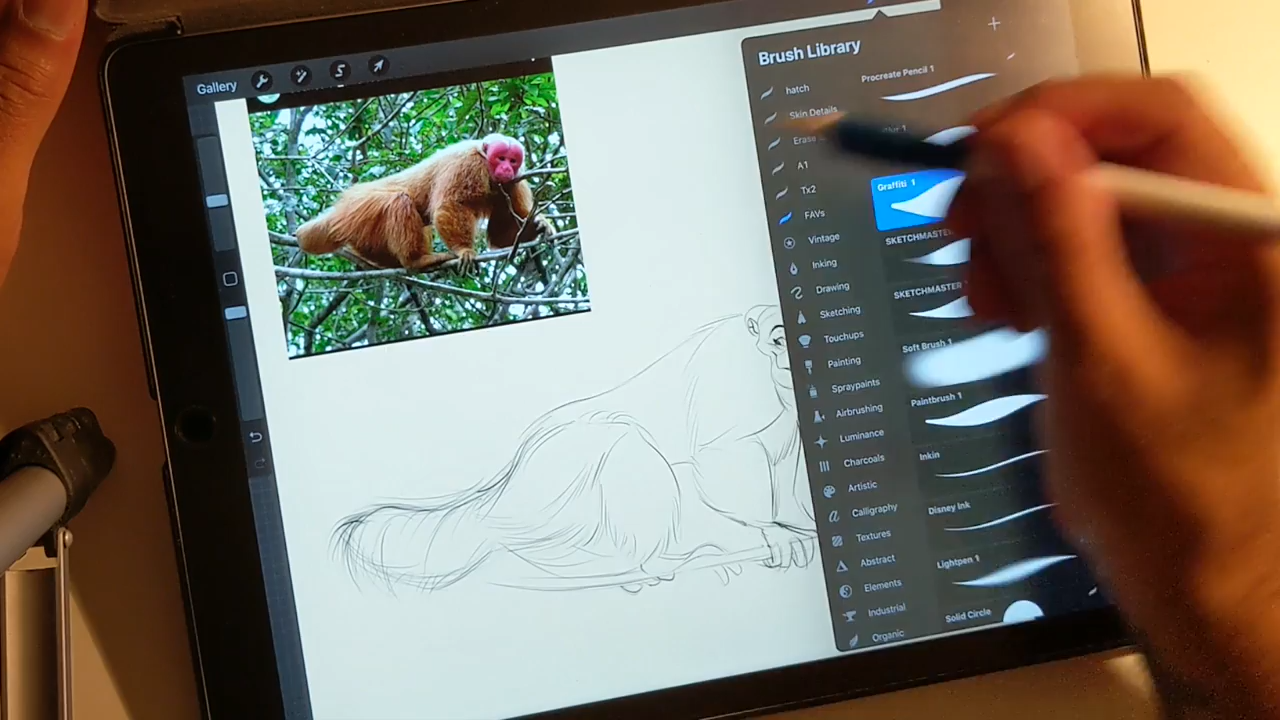 Gallery
Brush Library
hatch
Skin Details
Erase
A1
Tx2
FAVs
Vintage
Inking
Drawing
Sketching
Touchups
Painting
Spraypaints
Airbrushing
Luminance
Charcoals
Artistic
Calligraphy
Textures
Abstract
Elements
Industrial
Organic
Procreate Pencil 1
Graffiti 1
SKETCHMASTER
SKETCHMASTER
Soft Brush 1
Paintbrush 1
Inkin
Disney Ink
Lightpen 1
Solid Circle